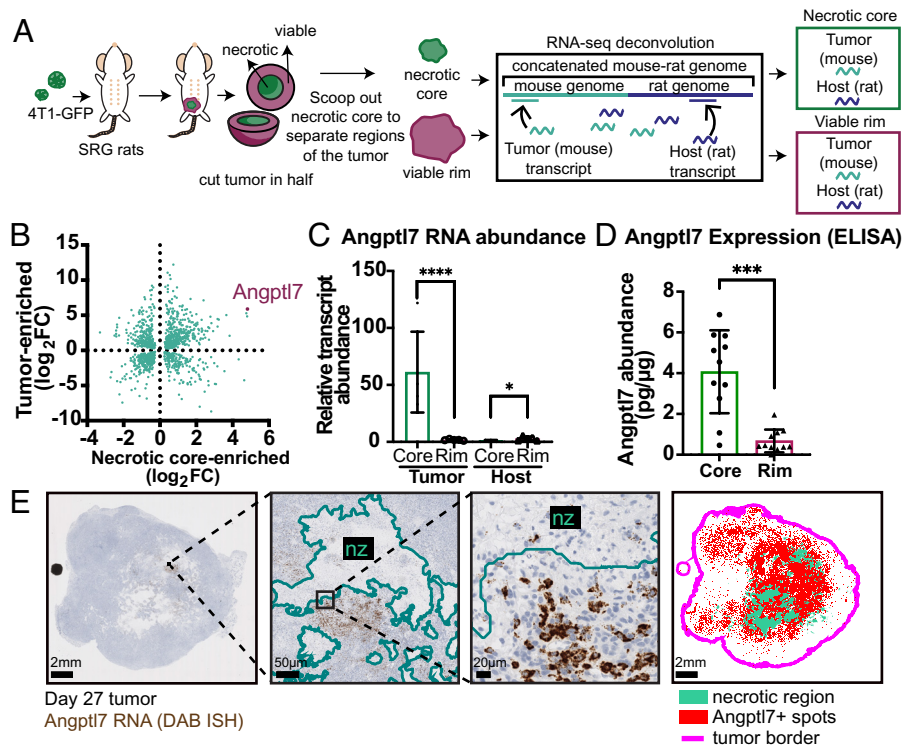 A
4T1-GFP
SRG rats
necrotic
viable
cut tumor in half
Scoop out
necrotic core to
separate regions
of the tumor
necrotic
core
viable rim
RNA-seq deconvolution
concatenated mouse-rat genome
mouse genome
rat genome
Tumor (mouse)
transcript
Host (rat)
transcript
Necrotic core
Tumor
(mouse)
Host (rat)
Viable rim
Tumor
(mouse)
Host (rat)
B
Tumor-enriched
(log2FC)
15
10
5
0
-5
-10
-4 -2 0 2 4 6
Angptl7
Necrotic core-enriched
(log2FC)
C Angptl7 RNA abundance
Relative transcript
abundance
150
100
50
0
****
*
Core Rim Core Rim
Tumor Host
D Angptl7 Expression (ELISA)
Angptl7 abundance
(pg/µg)
8
6
4
2
0
***
Core Rim
E
2mm
nz
50µm
nz
20µm
2mm
Day 27 tumor
Angptl7 RNA (DAB ISH)
necrotic region
Angptl7+ spots
tumor border